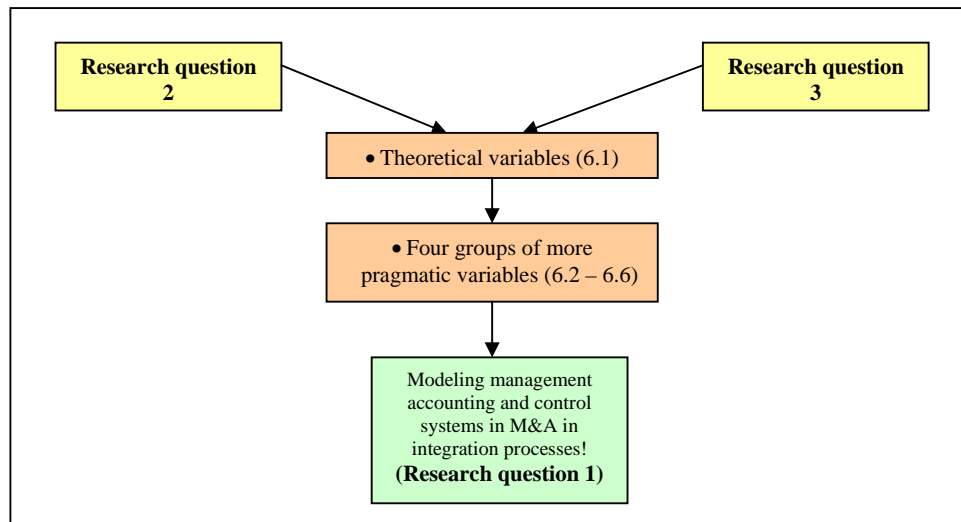 Research question
2
Research question
3
• Theoretical variables (6.1)
• Four groups of more
pragmatic variables (6.2 – 6.6)
Modeling management
accounting and control
systems in M&A in
integration processes!
(Research question 1)